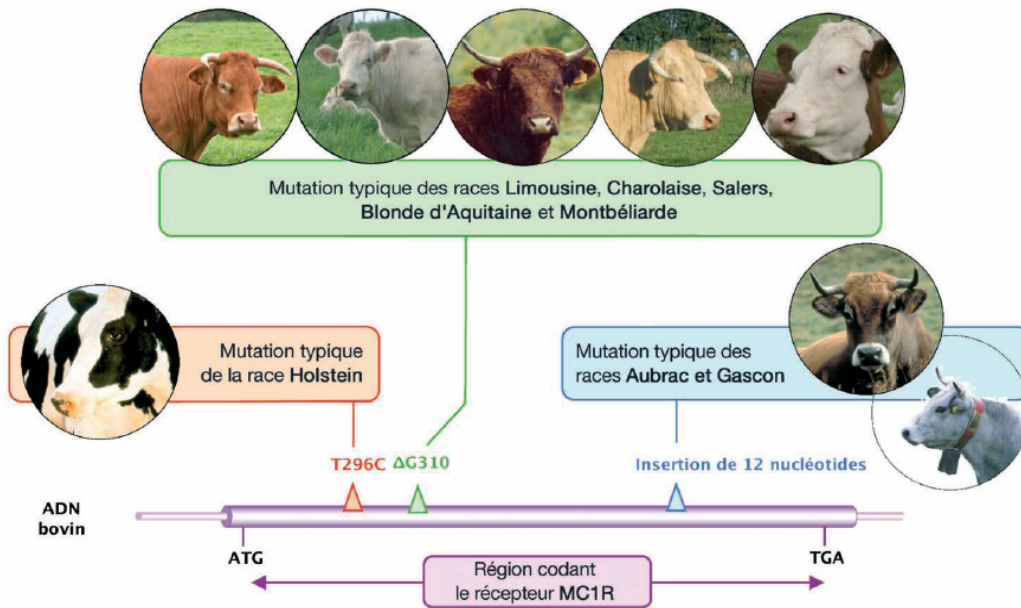 Mutation typique des races Limousine, Charolaise, Salers,
Blonde d'Aquitaine et Montbéliarde
Mutation typique
de la race Holstein
Mutation typique des
races Aubrac et Gascon
T296C
ΔG310
Insertion de 12 nucléotides
ADN
bovin
ATG
TGA
Région codant
le récepteur MC1R